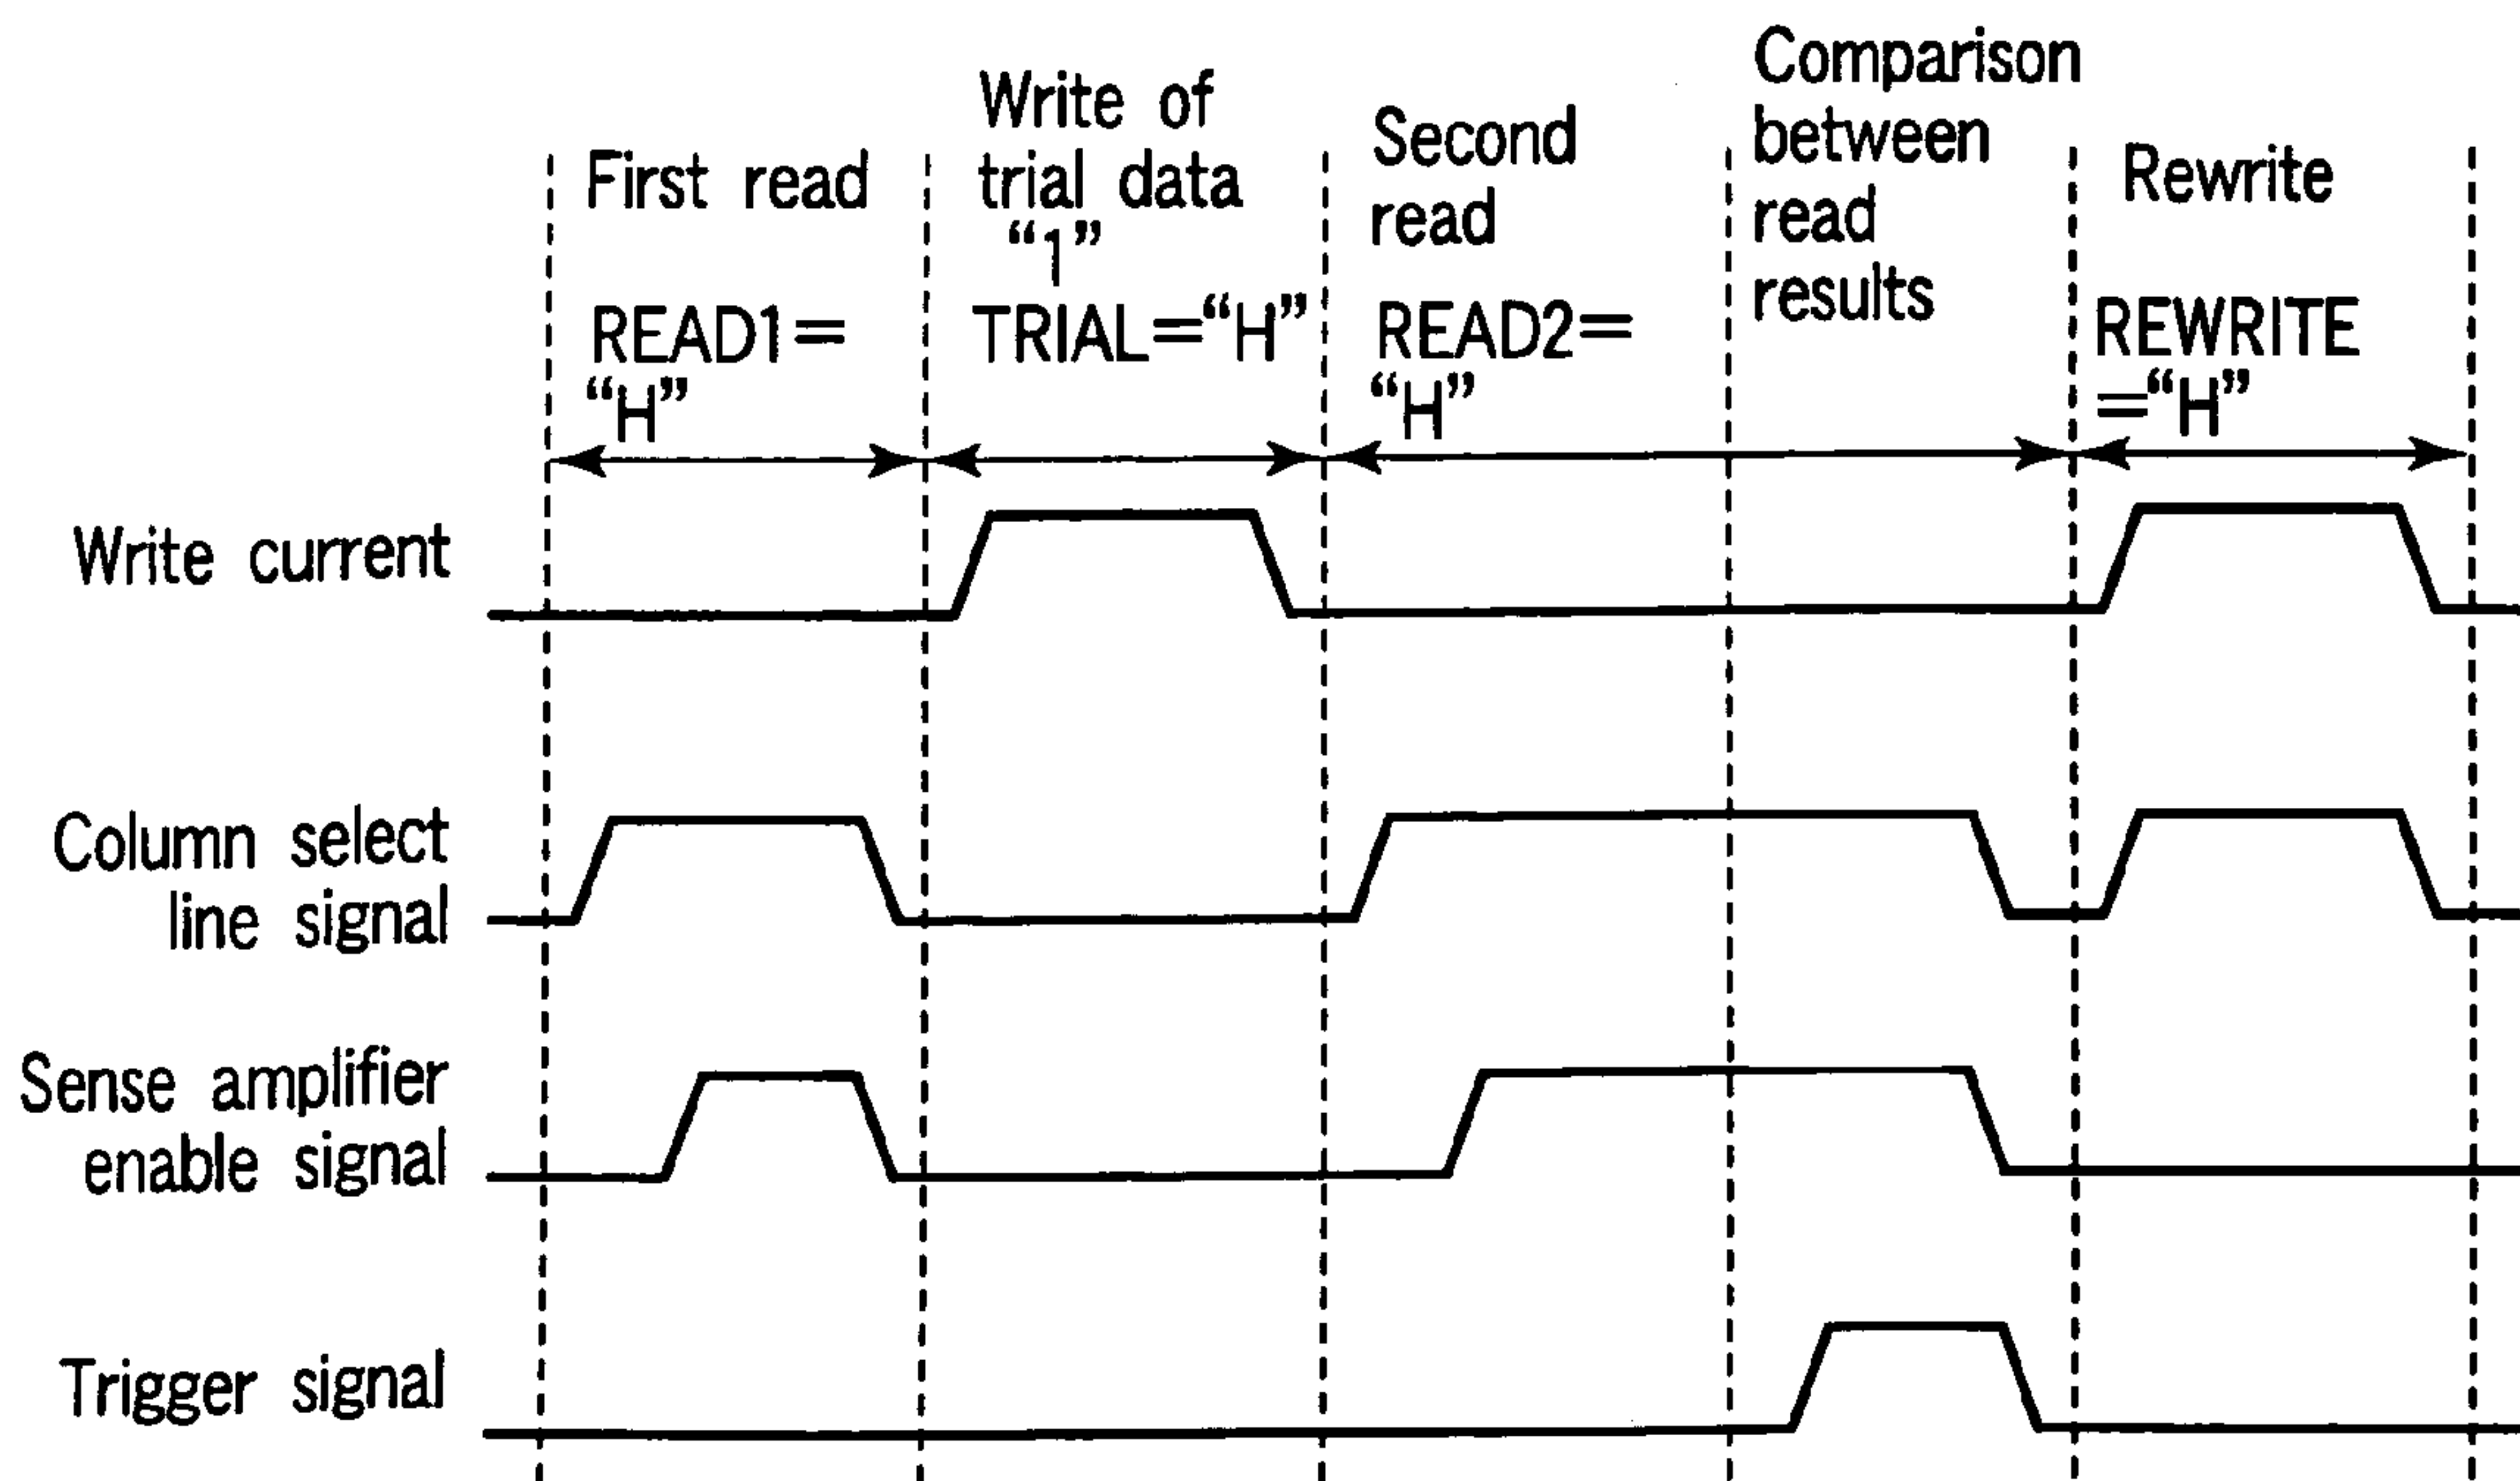 First read
READ1=
“H”
Write of
trial data
“1”
TRIAL=“H”
Second
read
READ2=
“H”
Comparison
between
read
results
Rewrite
REWRITE
=“H”
Write current
Column select
line signal
Sense amplifier
enable signal
Trigger signal